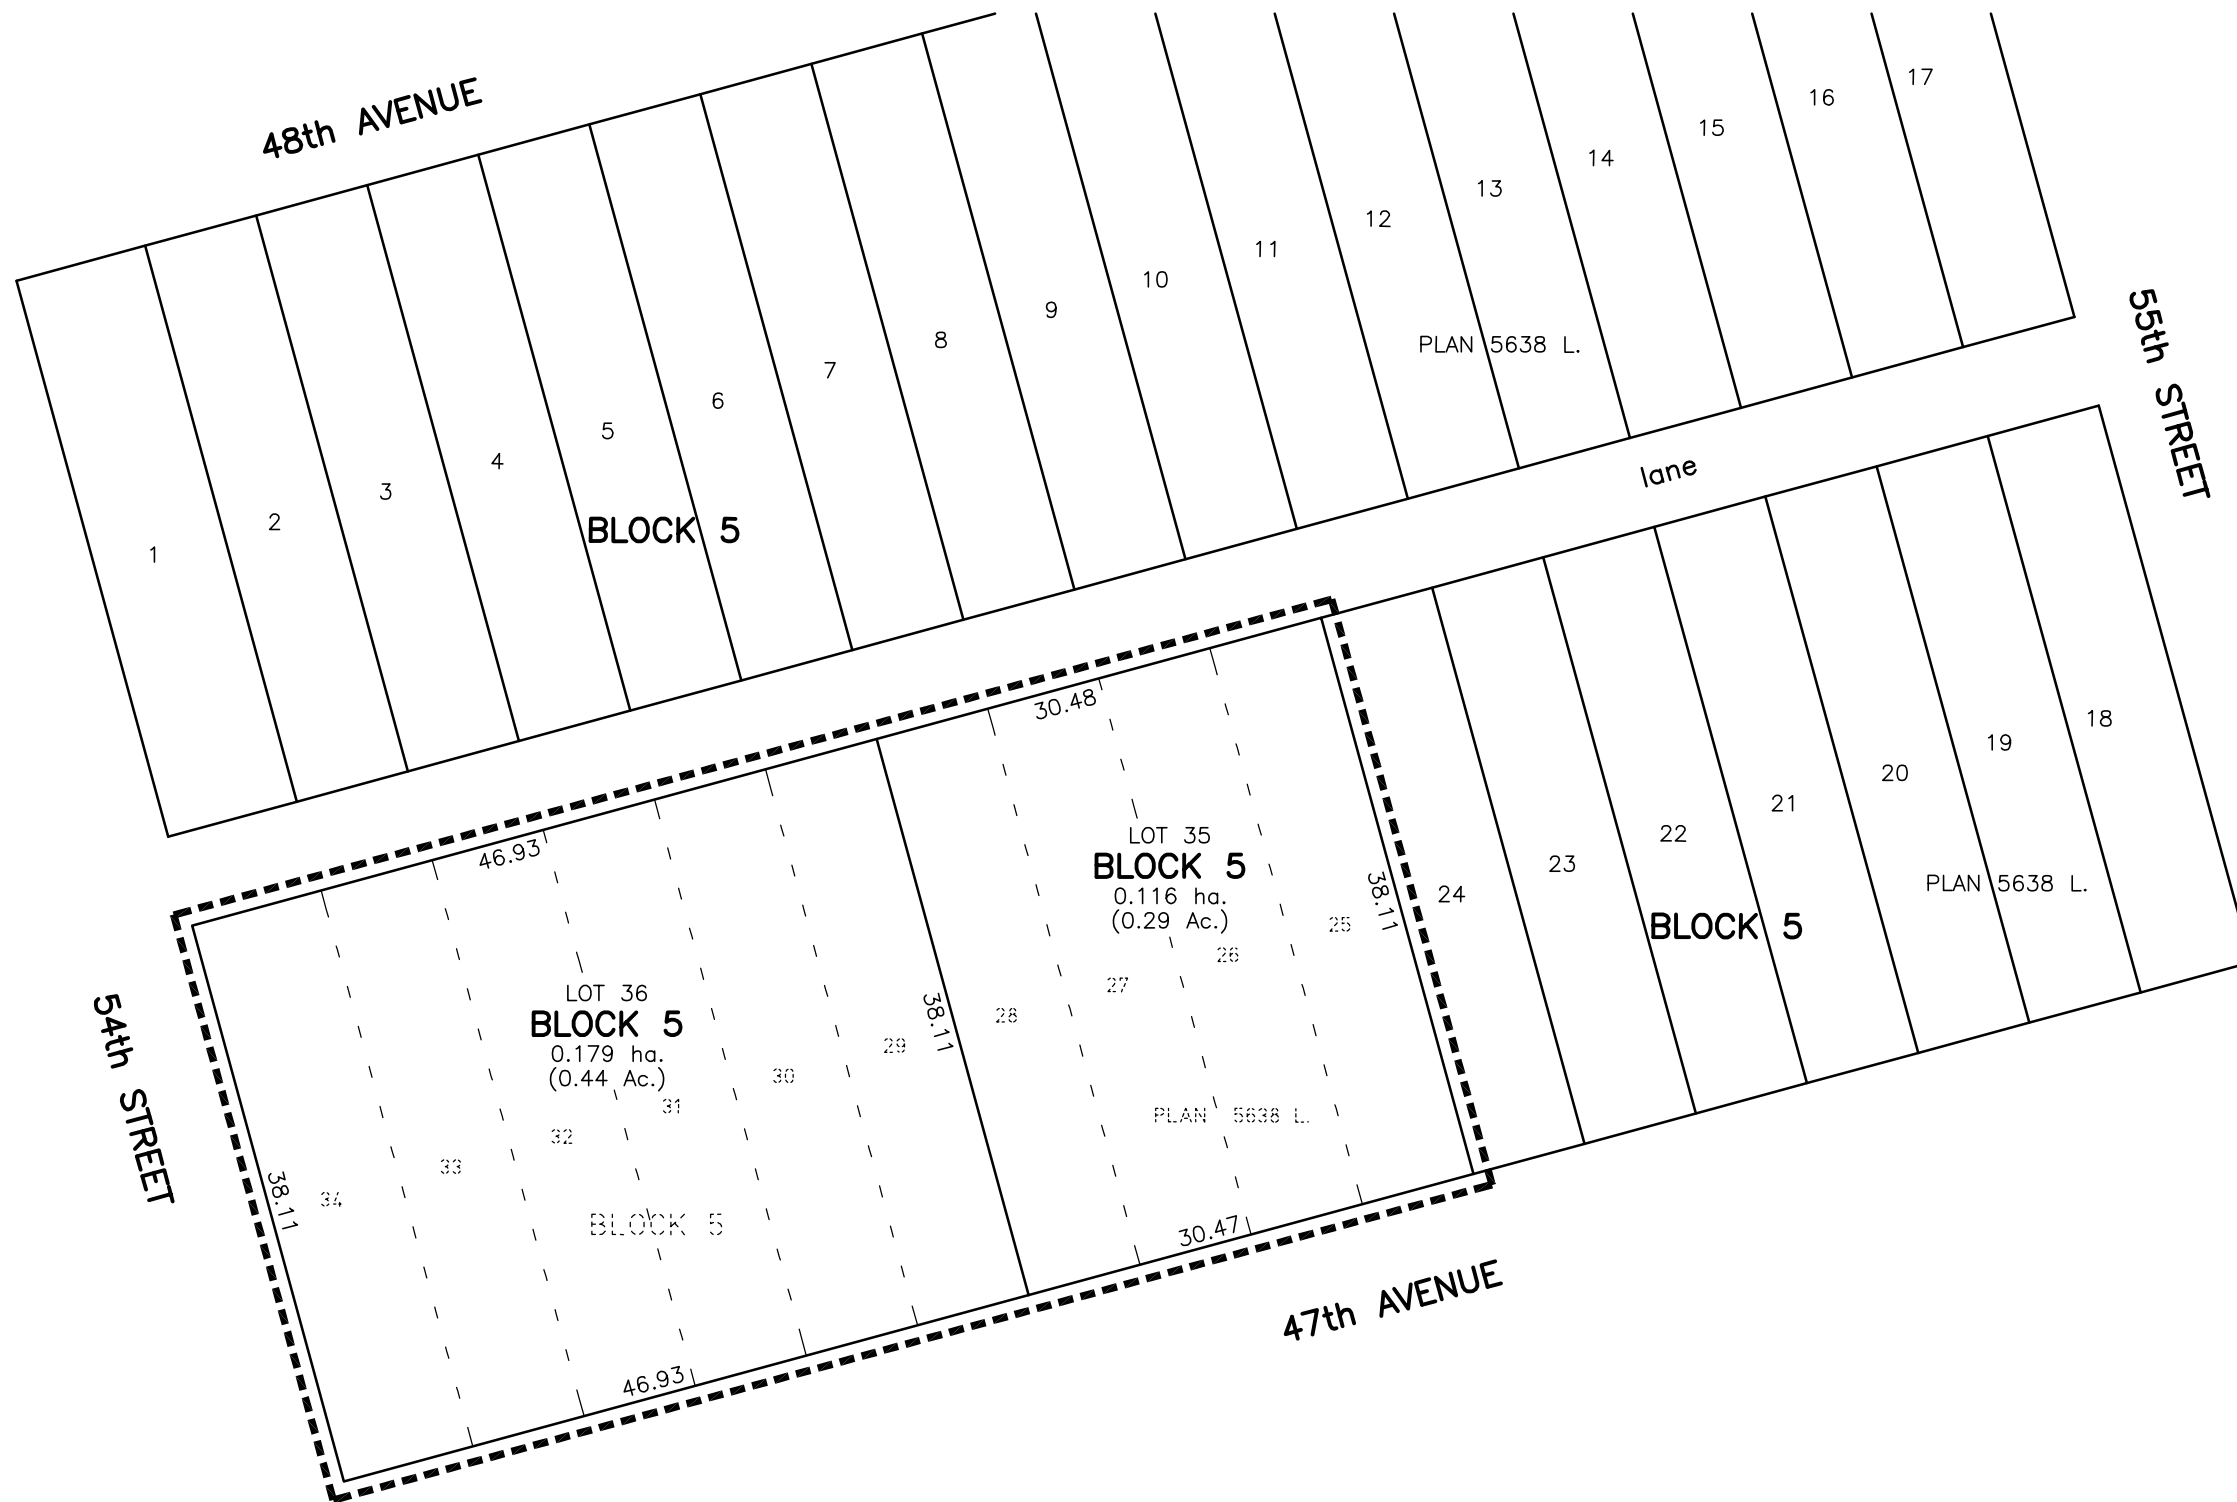 48th AVENUE
1
2
3
4
5
6
7
8
9
10
11
12
13
14
15
16
17
BLOCK 5
PLAN 5638 L.
55th STREET
lane
30.48
46.93
LOT 35
BLOCK 5
0.116 ha.
(0.29 Ac.)
38.11
25
26
27
28
PLAN 5638 L.
24
23
22
21
20
19
18
BLOCK 5
PLAN 5638 L.
54th STREET
LOT 36
BLOCK 5
0.179 ha.
(0.44 Ac.)
38.11
29
30
31
32
33
34
38.11
BLOCK 5
30.47
46.93
47th AVENUE